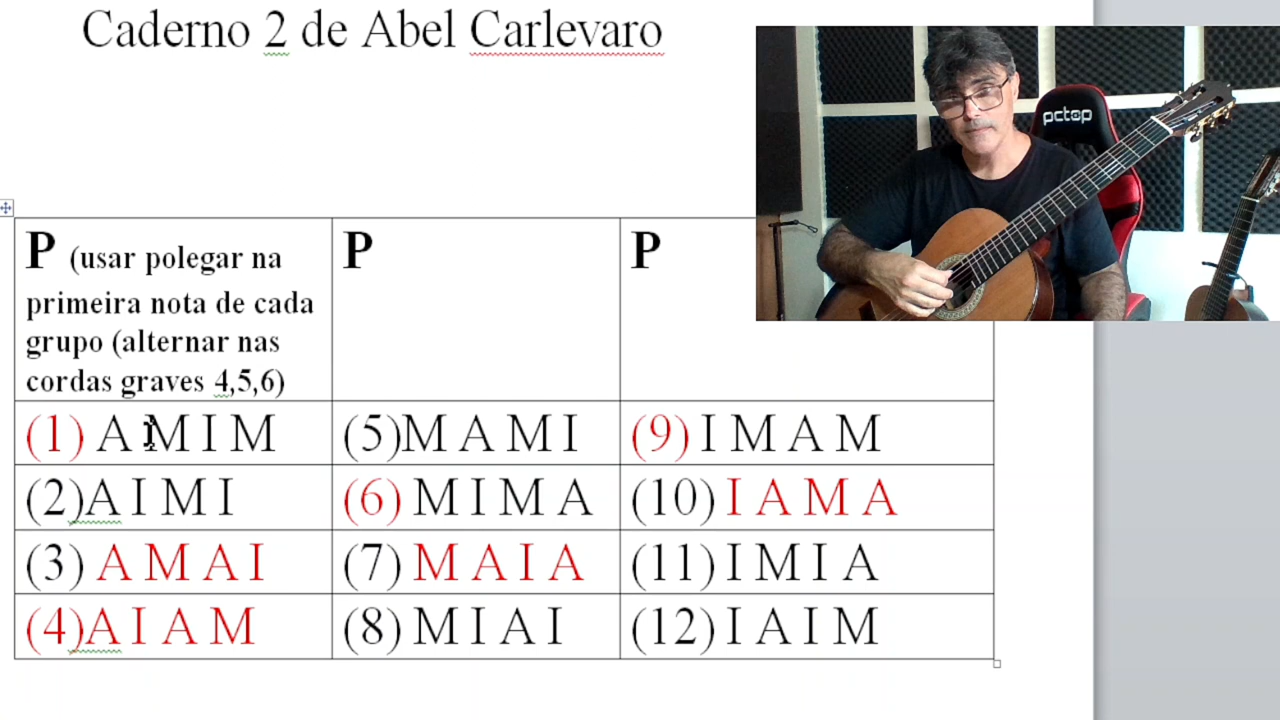 Caderno 2 de Abel Carlevaro
pctop
P (usar polegar na
primeira nota de cada
grupo (alternar nas
cordas graves 4,5,6)
P
P
(1) A M I M
(5)M A M I
(9) I M A M
(2)A I M I
(6) M I M A
(10) I A M A
(3) A M A I
(7) M A I A
(11) I M I A
(4)A I A M
(8) M I A I
(12) I A I M